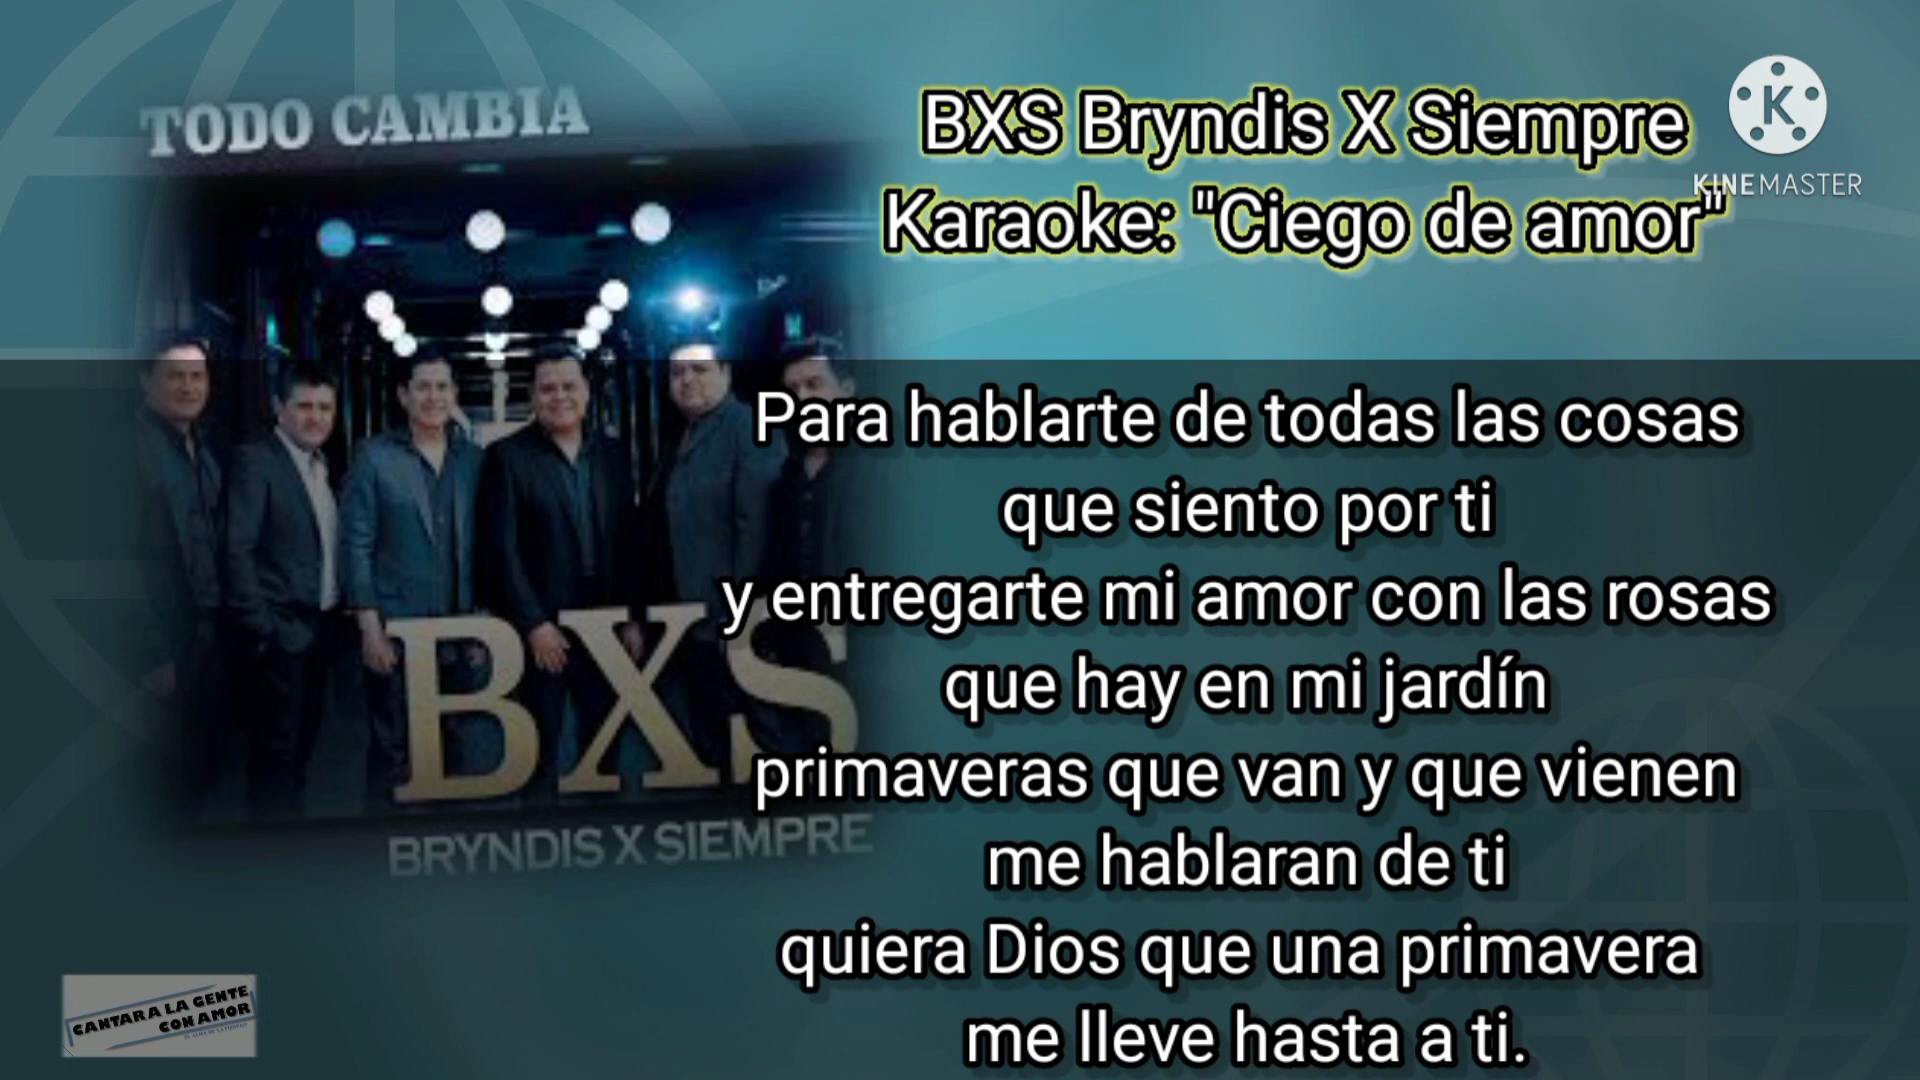 TODO CAMBIA
BXS Bryndis X Siempre
Karaoke: "Ciego de amor"
K
KINEMASTER
Para hablarte de todas las cosas
que siento por ti
y entregarte mi amor con las rosas
que hay en mi jardín
primaveras que van y que vienen
me hablaran de ti
quiera Dios que una primavera
me lleve hasta a ti.
BXS
BRYNDIS X SIEMPRE
CANTAR A LA GENTE
CON AMOR